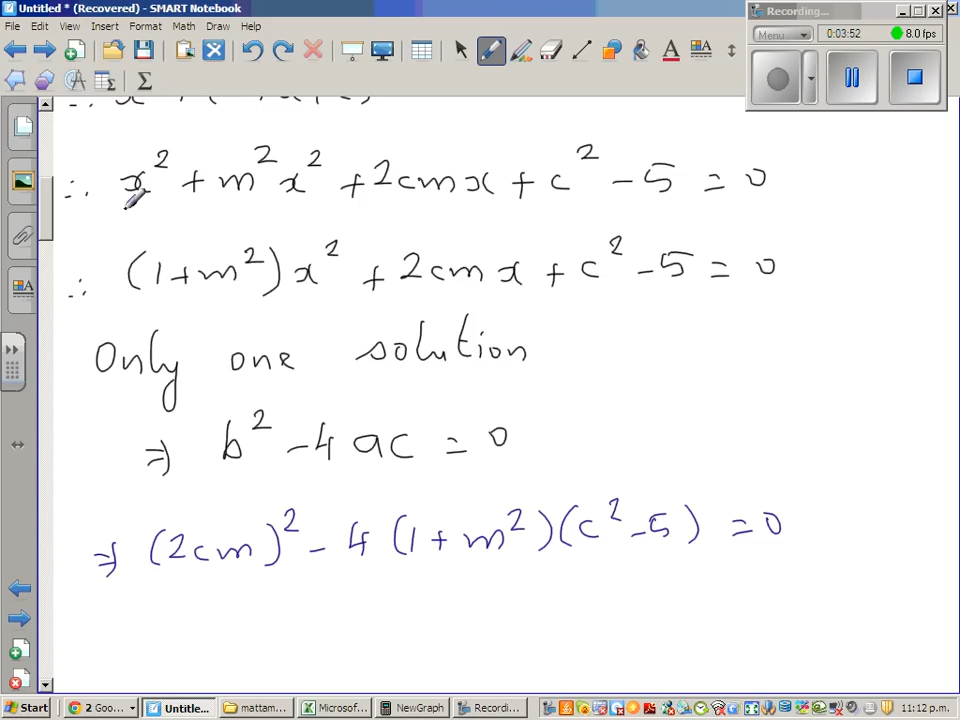 Untitled * (Recovered) - SMART Notebook
File Edit View Insert Format Math Draw Help
Recording...
Menu 0:03:52 8.0 fps
∴ x² + m²x² + 2cmx + c² - 5 = 0
∴ (1+m²)x² + 2cmx + c² - 5 = 0
Only one solution
⇒ b² - 4ac = 0
⇒ (2cm)² - 4(1+m²)(c² - 5) = 0
Start 2 Goo... Untitle... mattam... Microsof... NewGraph Recordi... 11:12 p.m.